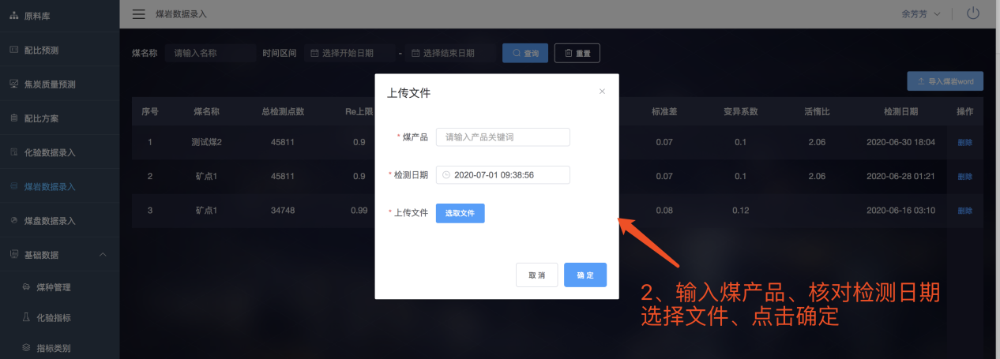 原料库
煤岩数据录入
余芳芳
配比预测
焦炭质量预测
配比方案
化验数据录入
煤岩数据录入
煤盘数据录入
基础数据
煤种管理
化验指标
指标类别
煤名称 请输入名称 时间区间 选择开始日期 - 选择结束日期 查询 重置
导入煤岩word
序号 煤名称 总检测点数 Re上限 标准差 变异系数 活惰比 检测日期 操作
1 测试煤2 45811 0.9 0.07 0.1 2.06 2020-06-30 18:04 删除
2 矿点1 45811 0.9 0.07 0.1 2.06 2020-06-28 01:21 删除
3 矿点1 34748 0.99 0.08 0.12 2020-06-16 03:10 删除
上传文件
* 煤产品 请输入产品关键词
* 检测日期 2020-07-01 09:38:56
* 上传文件 选取文件
取消 确定
2、输入煤产品、核对检测日期
选择文件、点击确定